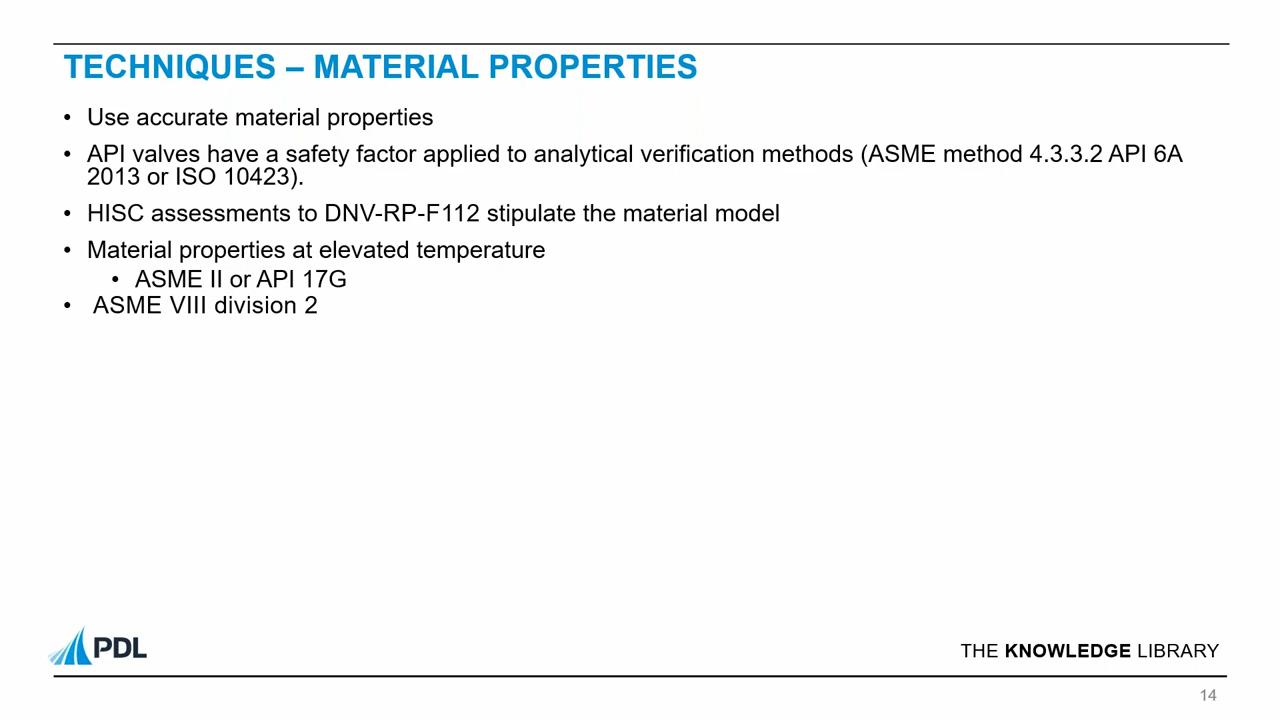 TECHNIQUES – MATERIAL PROPERTIES
• Use accurate material properties
• API valves have a safety factor applied to analytical verification methods (ASME method 4.3.3.2 API 6A
2013 or ISO 10423).
• HISC assessments to DNV-RP-F112 stipulate the material model
• Material properties at elevated temperature
• ASME II or API 17G
• ASME VIII division 2
PDL
THE KNOWLEDGE LIBRARY
14